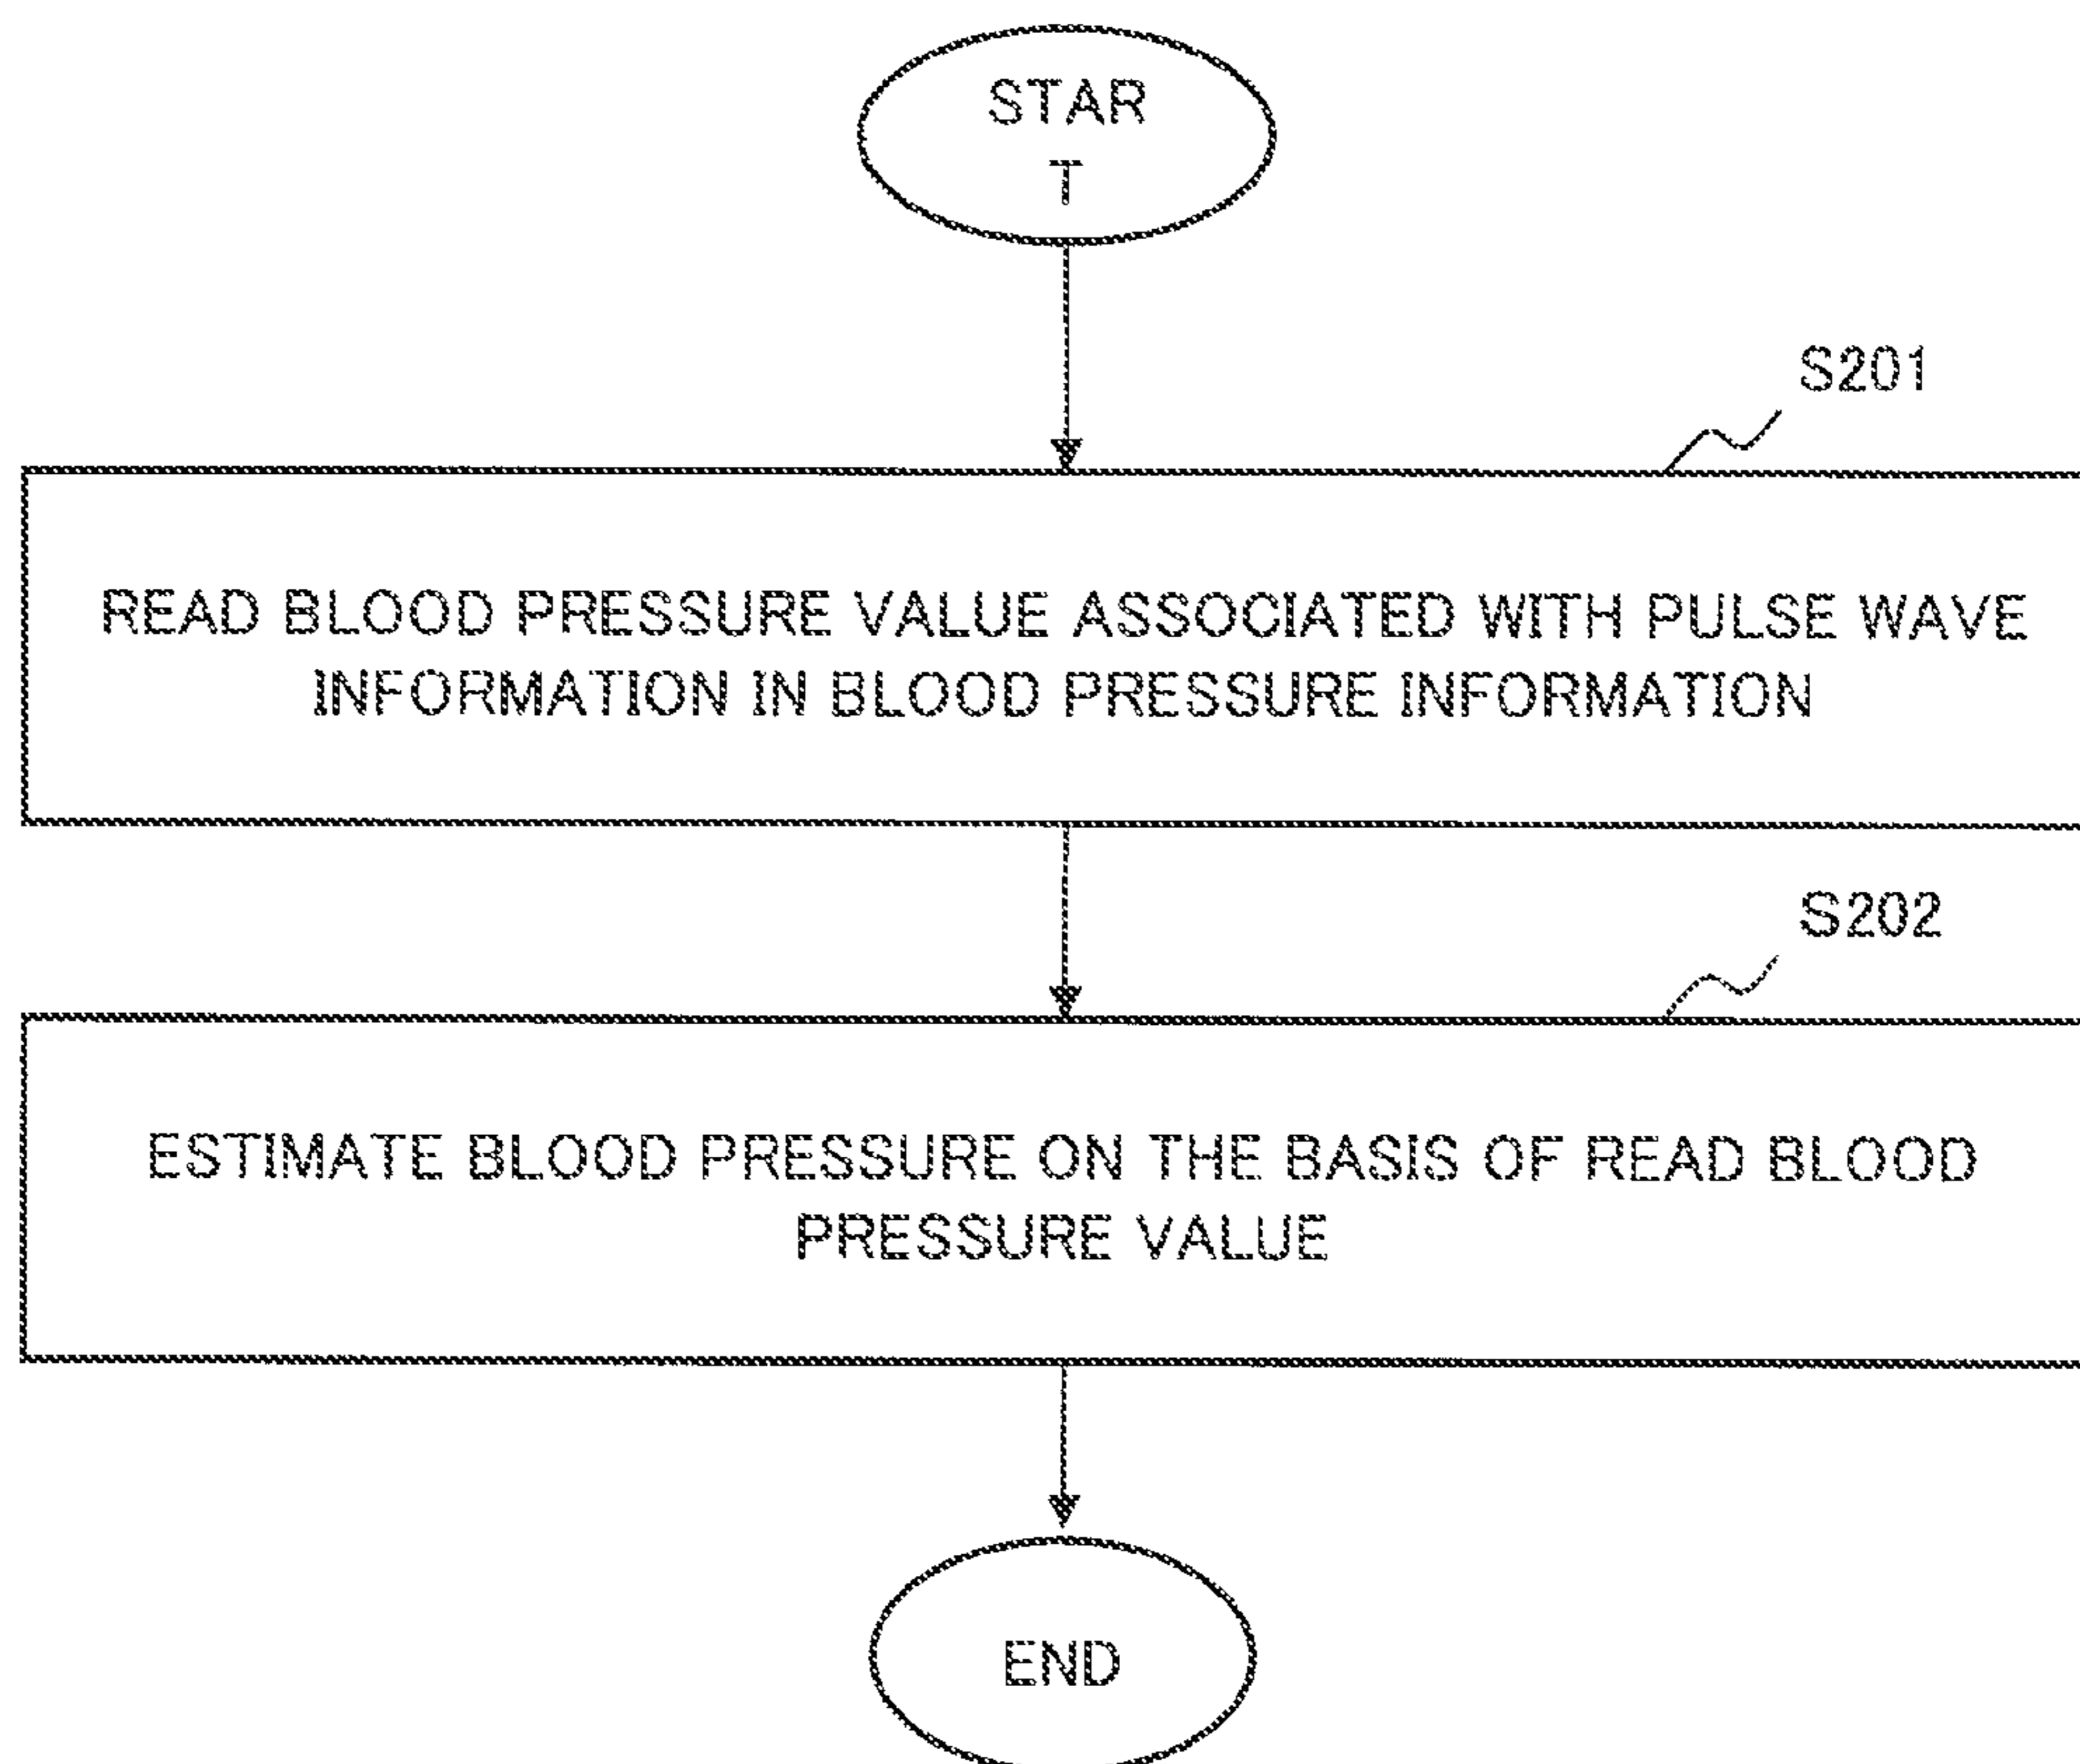 STAR
T
S201
READ BLOOD PRESSURE VALUE ASSOCIATED WITH PULSE WAVE
INFORMATION IN BLOOD PRESSURE INFORMATION
S202
ESTIMATE BLOOD PRESSURE ON THE BASIS OF READ BLOOD
PRESSURE VALUE
END